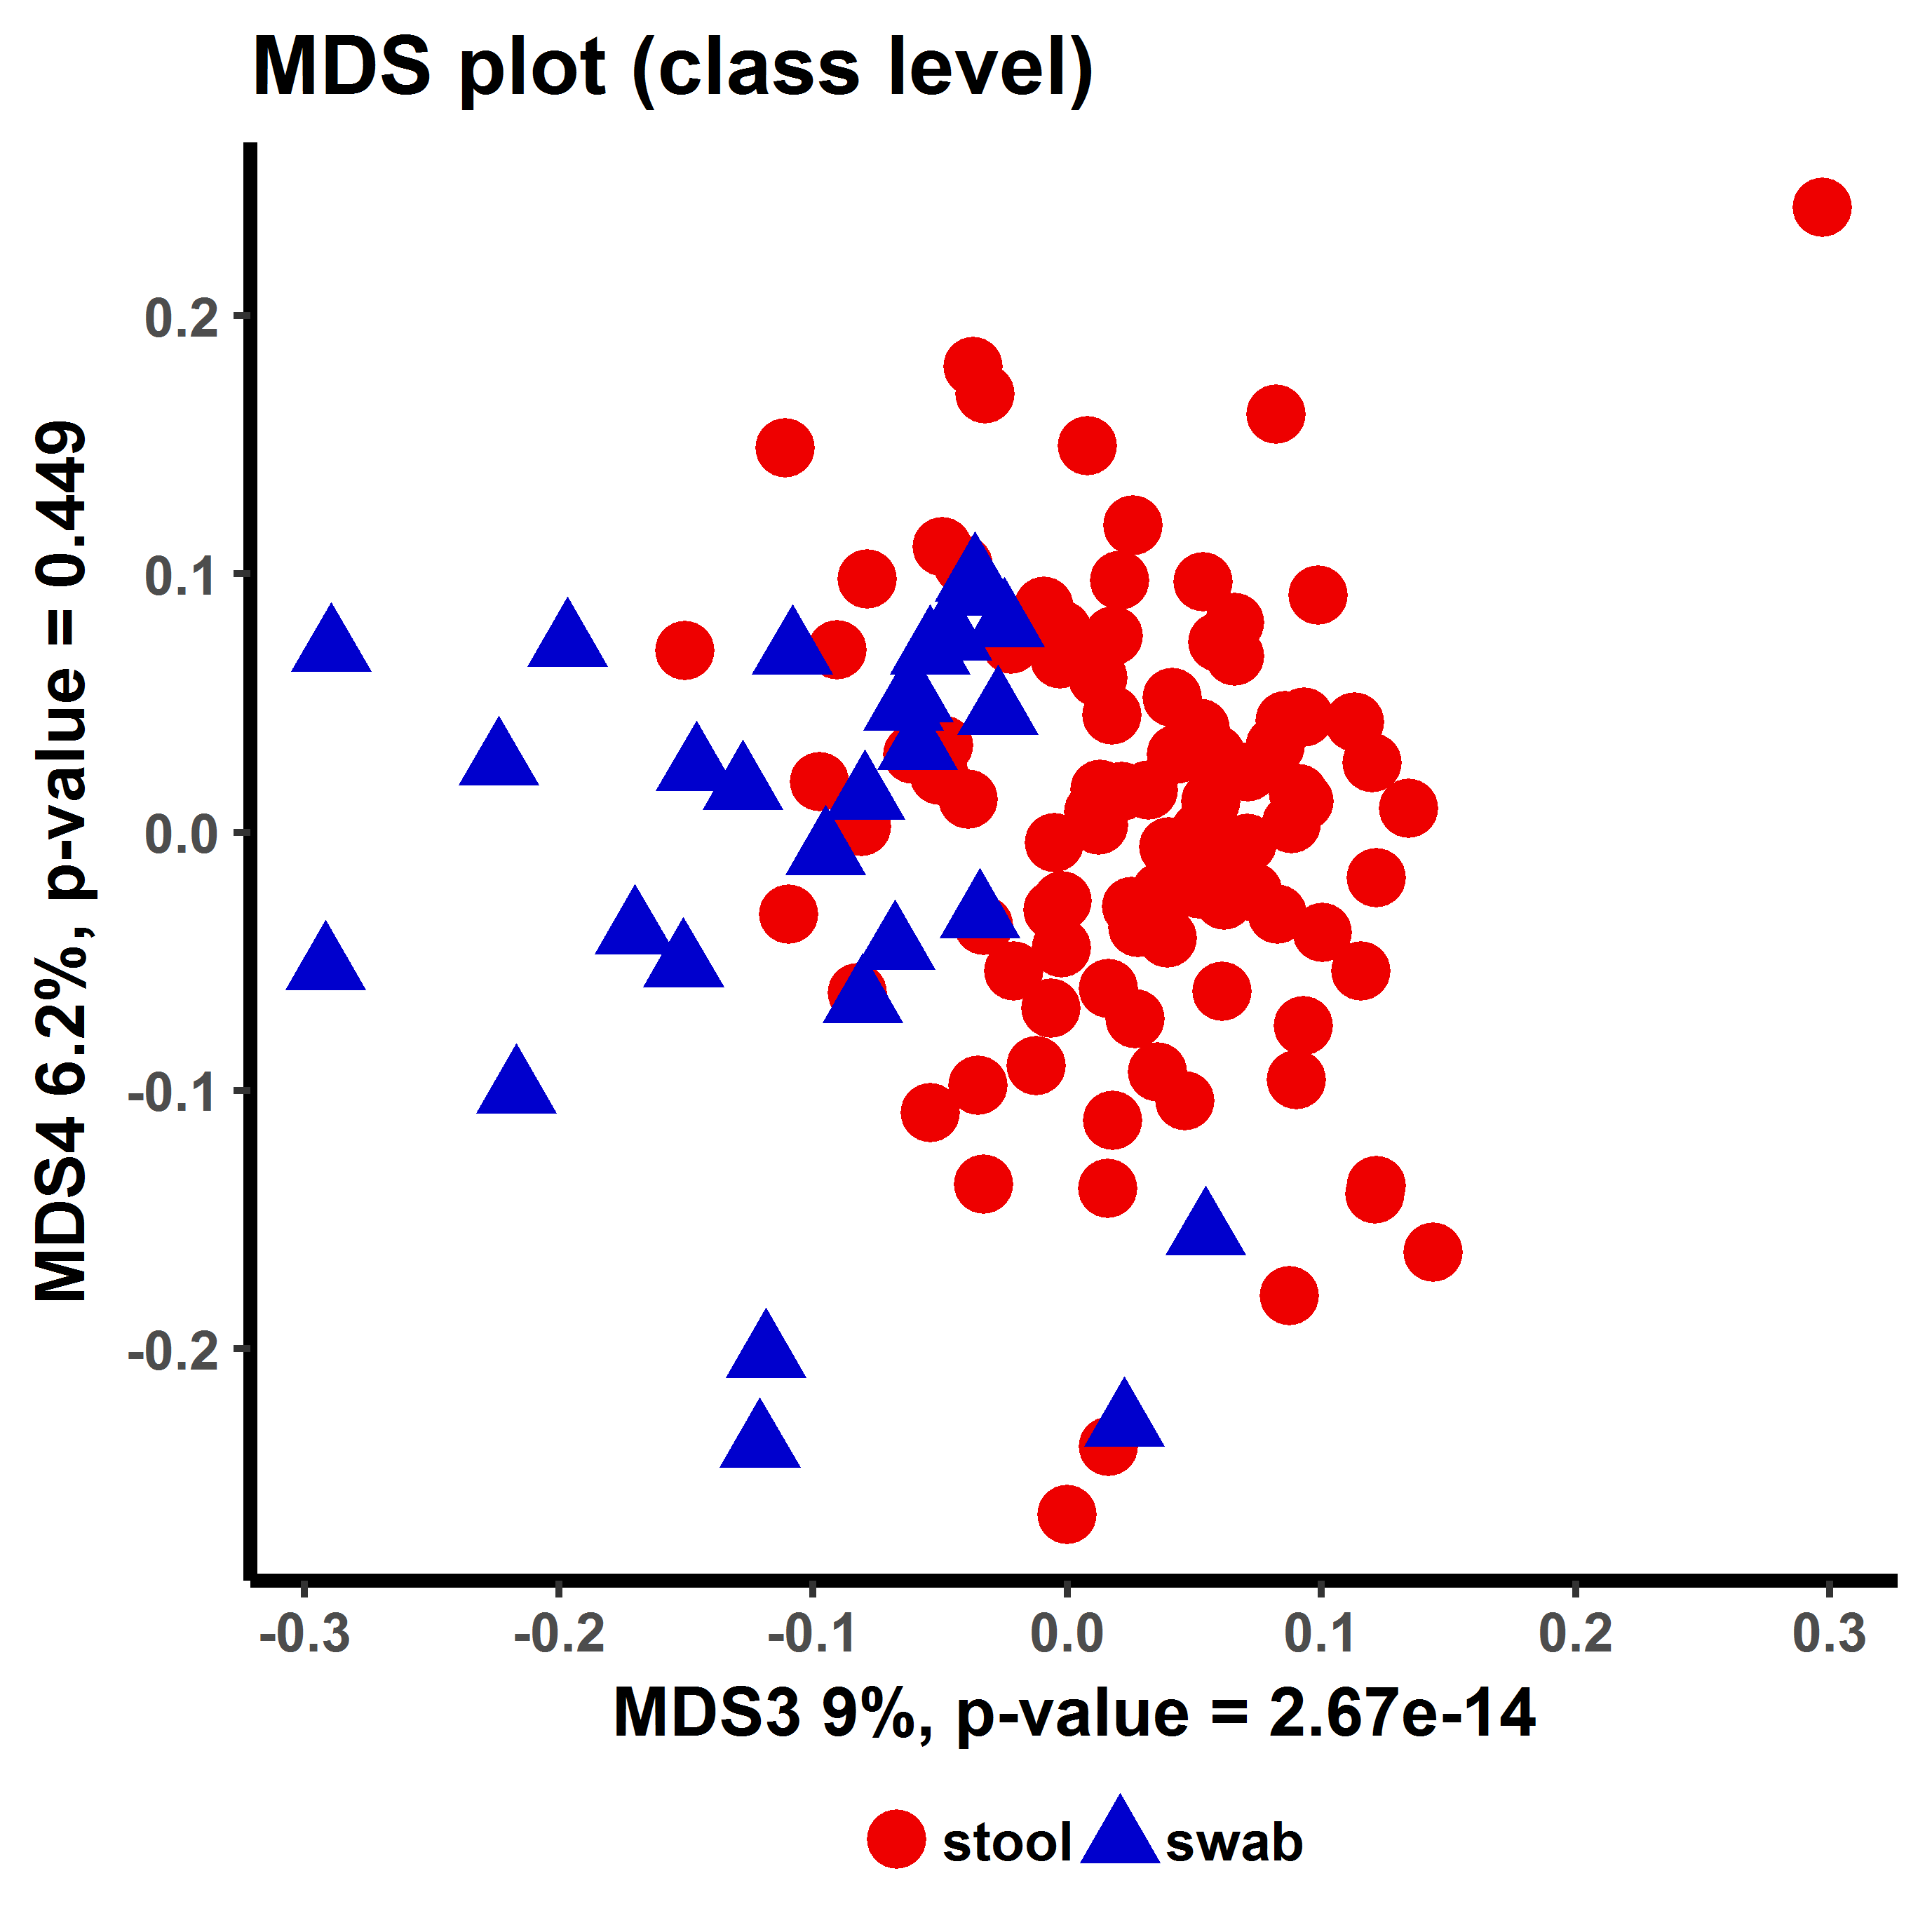 MDS plot (class level)
MDS4 6.2%, p-value = 0.449
0.2
0.1
0.0
-0.1
-0.2
-0.3 -0.2 -0.1 0.0 0.1 0.2 0.3
MDS3 9%, p-value = 2.67e-14
stool swab